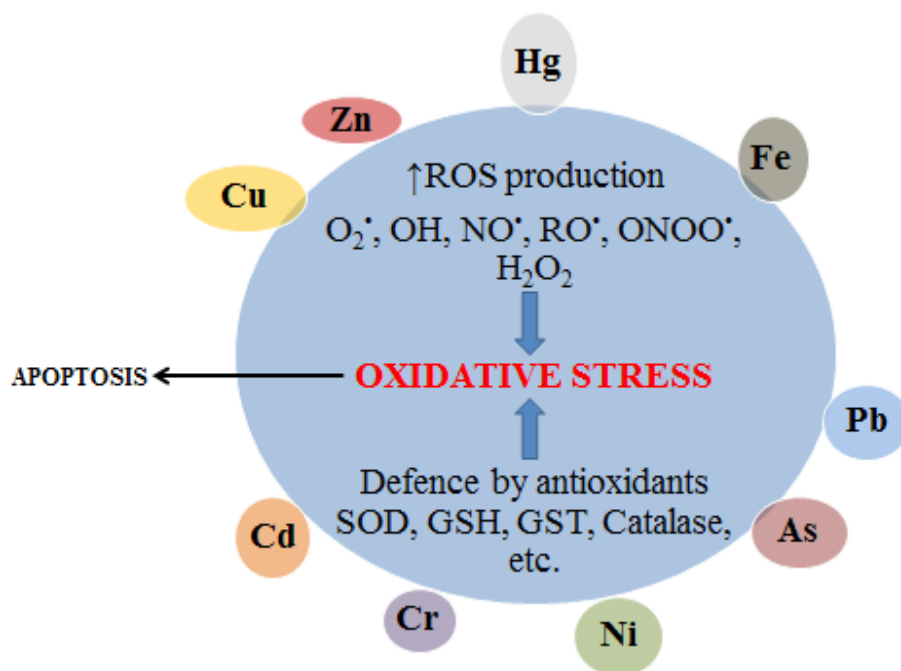 Hg
Zn
Fe
Cu
↑ROS production
O₂•, OH, NO•, RO•, ONOO•,
H₂O₂
APOPTOSIS
OXIDATIVE STRESS
Pb
Defence by antioxidants
SOD, GSH, GST, Catalase,
etc.
Cd
As
Cr
Ni